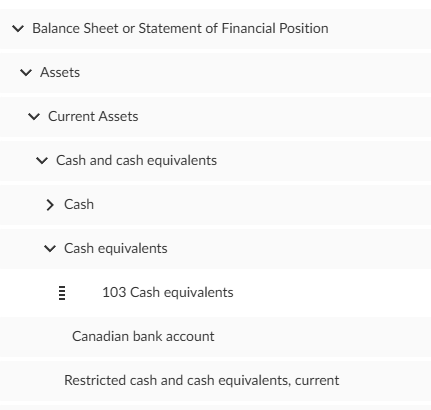 Balance Sheet or Statement of Financial Position
Assets
Current Assets
Cash and cash equivalents
Cash
Cash equivalents
103 Cash equivalents
Canadian bank account
Restricted cash and cash equivalents, current